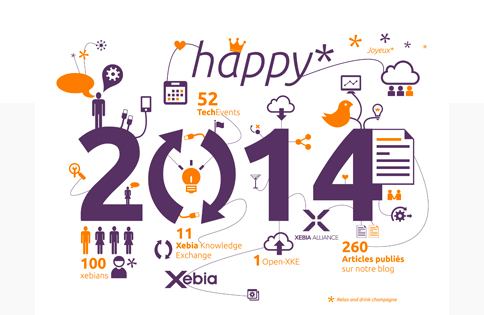 happy*
Joyeux*
52
TechEvents
2014
11
Xebia Knowledge
Exchange
1 Open-XKE
XEBIA ALLIANCE
260
Articles publiés
sur notre blog
100
xebians
Xebia
* Relax and drink champagne